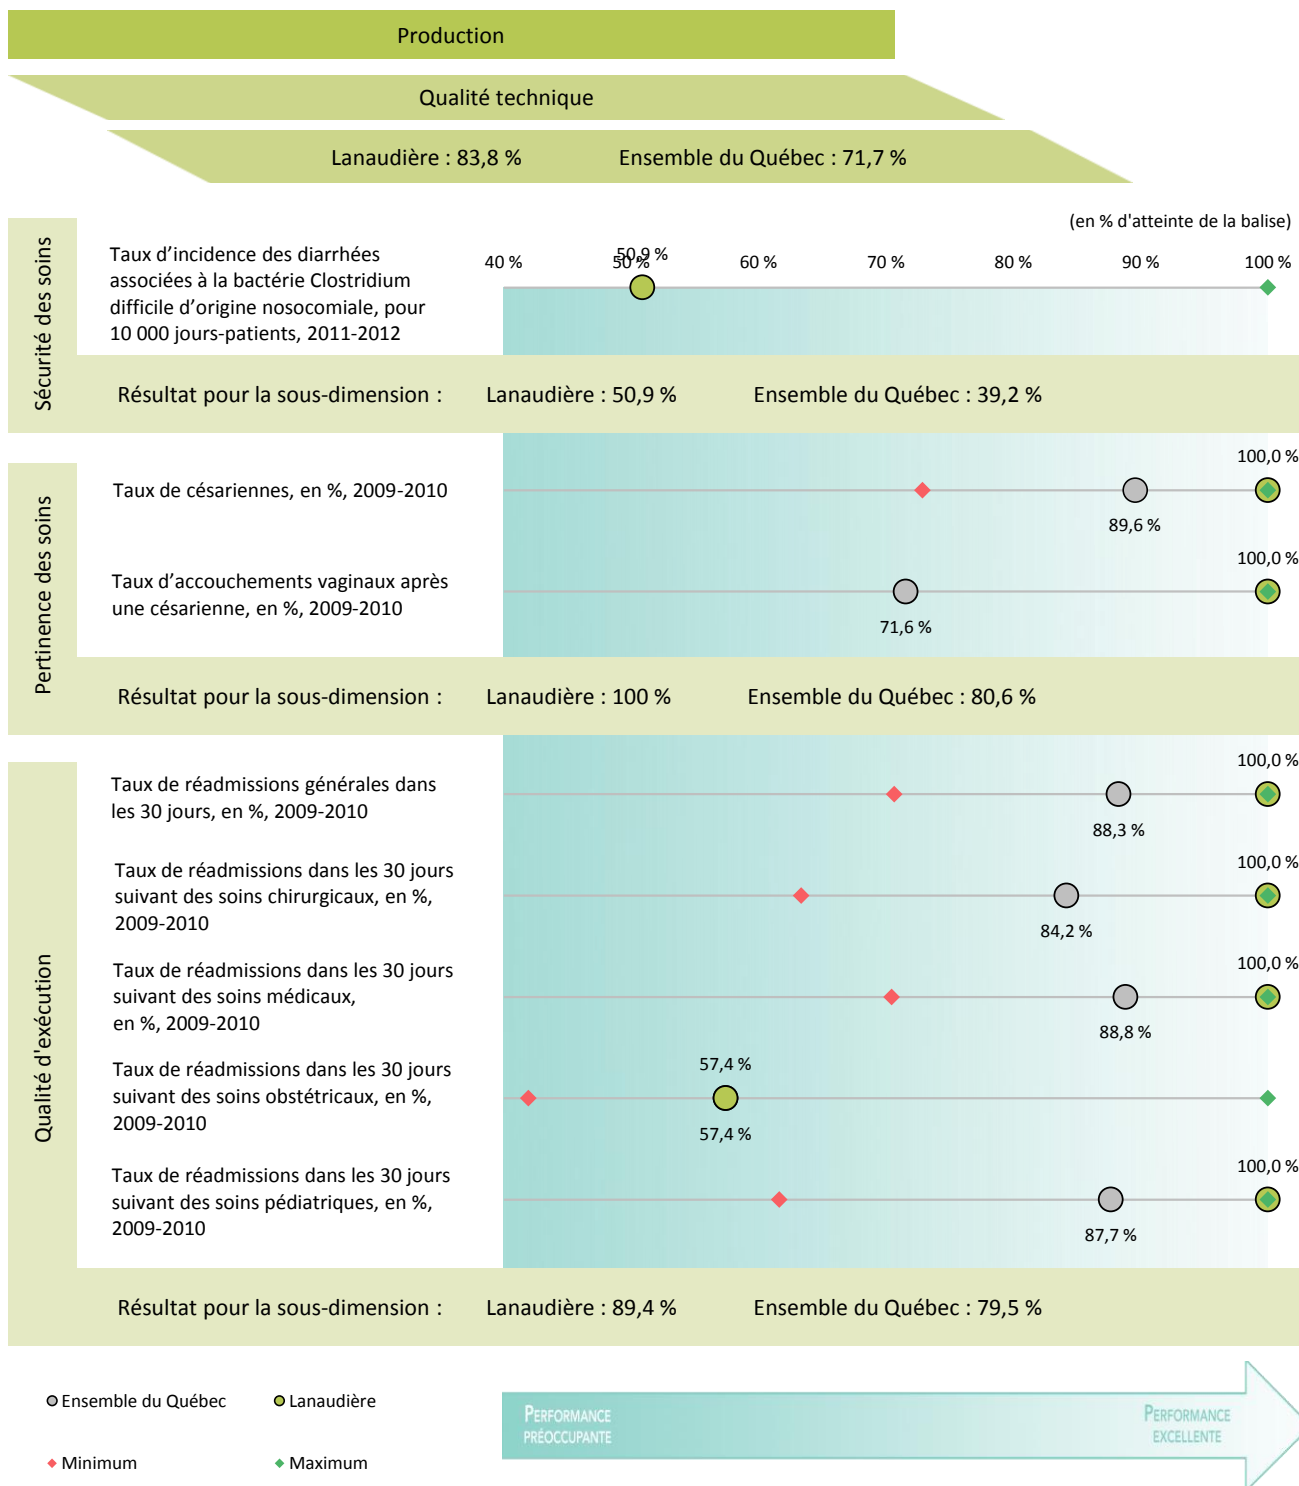 Production
Qualité technique
Lanaudière : 83,8 % Ensemble du Québec : 71,7 %
(en % d'atteinte de la balise)
Sécurité des soins
Taux d’incidence des diarrhées
associées à la bactérie Clostridium
difficile d’origine nosocomiale, pour
10 000 jours-patients, 2011-2012
40 % 50 % 60 % 70 % 80 % 90 % 100 %
50,9 %
Résultat pour la sous-dimension : Lanaudière : 50,9 % Ensemble du Québec : 39,2 %
Pertinence des soins
Taux de césariennes, en %, 2009-2010
100,0 %
89,6 %
Taux d’accouchements vaginaux après
une césarienne, en %, 2009-2010
100,0 %
71,6 %
Résultat pour la sous-dimension : Lanaudière : 100 % Ensemble du Québec : 80,6 %
Qualité d'exécution
Taux de réadmissions générales dans
les 30 jours, en %, 2009-2010
100,0 %
88,3 %
Taux de réadmissions dans les 30 jours
suivant des soins chirurgicaux, en %,
2009-2010
100,0 %
84,2 %
Taux de réadmissions dans les 30 jours
suivant des soins médicaux,
en %, 2009-2010
100,0 %
88,8 %
Taux de réadmissions dans les 30 jours
suivant des soins obstétricaux, en %,
2009-2010
57,4 %
57,4 %
Taux de réadmissions dans les 30 jours
suivant des soins pédiatriques, en %,
2009-2010
100,0 %
87,7 %
Résultat pour la sous-dimension : Lanaudière : 89,4 % Ensemble du Québec : 79,5 %
Ensemble du Québec Lanaudière
Minimum Maximum
PERFORMANCE
PRÉOCCUPANTE
PERFORMANCE
EXCELLENTE